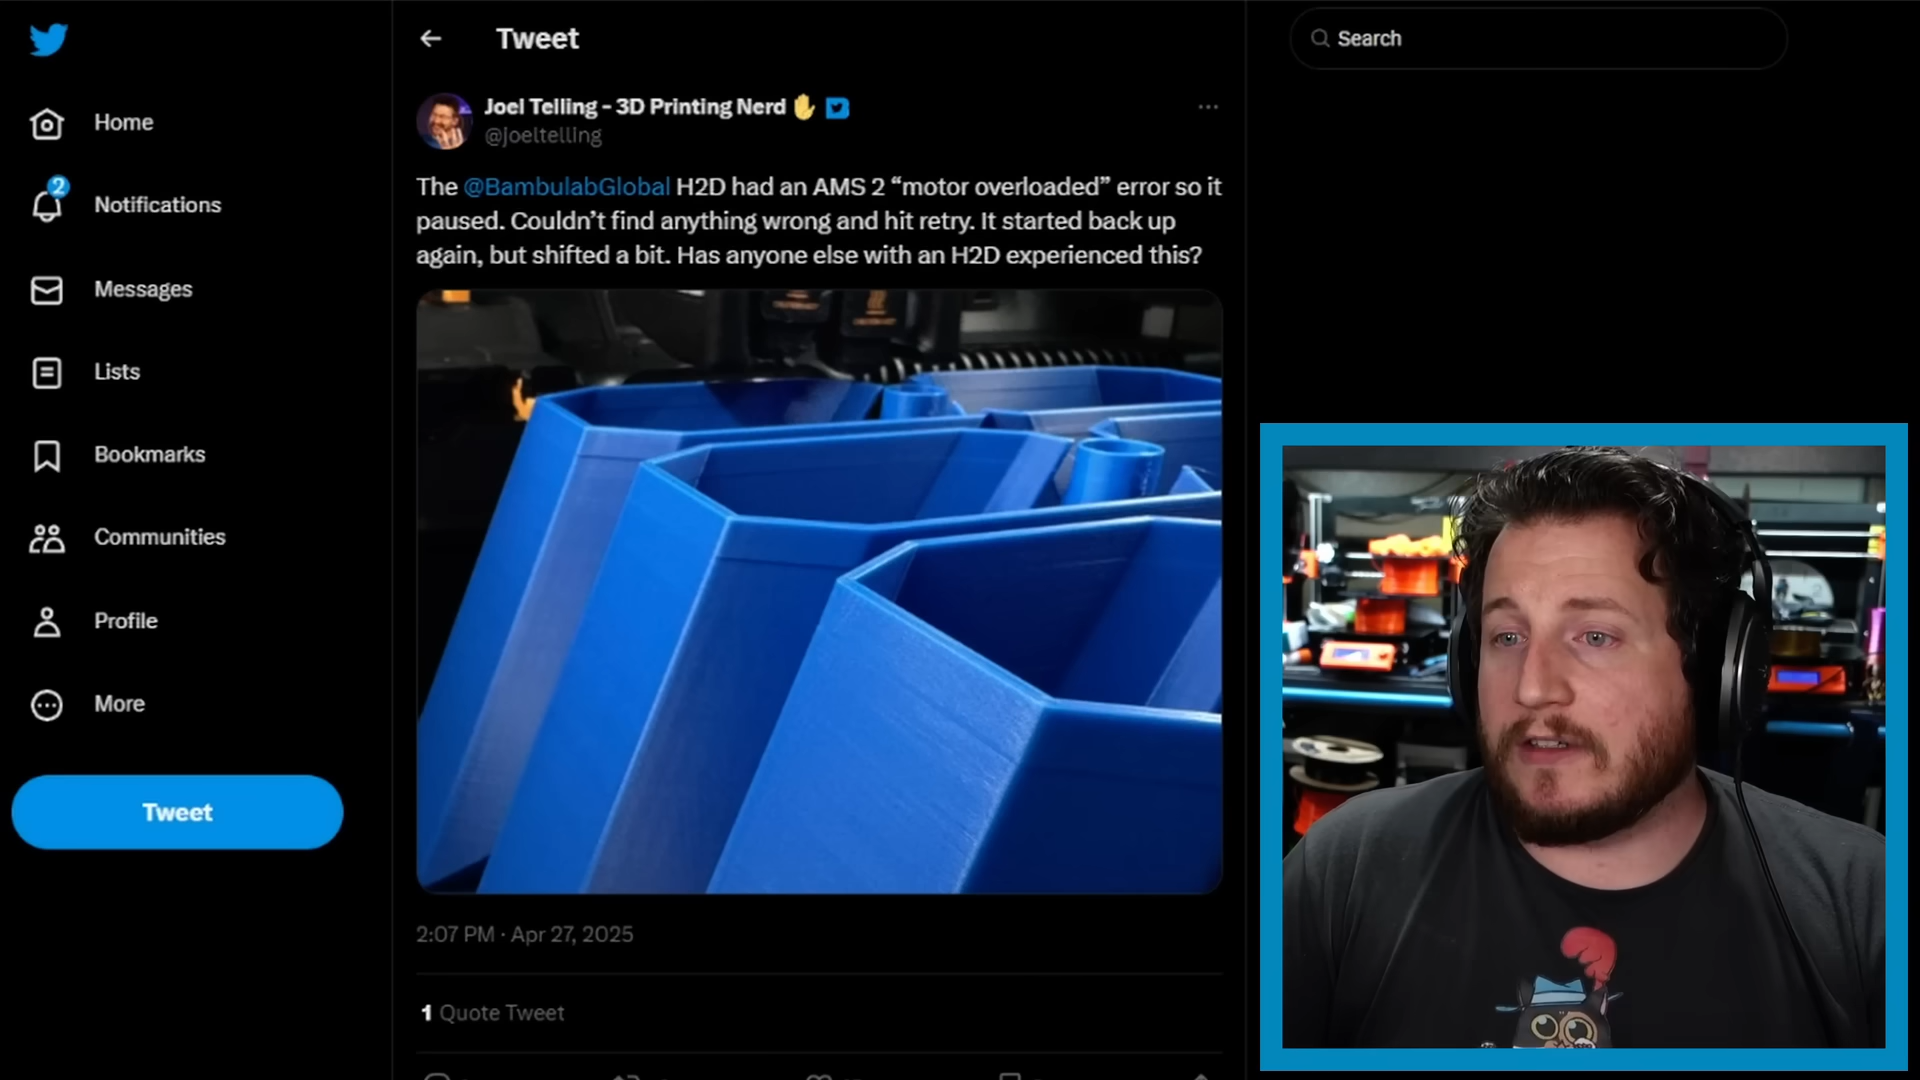 Tweet
Search
Home
Notifications
2
Messages
Lists
Bookmarks
Communities
Profile
More
Tweet
Joel Telling - 3D Printing Nerd ✋
@joeltelling
The @BambulabGlobal H2D had an AMS 2 “motor overloaded” error so it
paused. Couldn’t find anything wrong and hit retry. It started back up
again, but shifted a bit. Has anyone else with an H2D experienced this?
2:07 PM · Apr 27, 2025
1 Quote Tweet